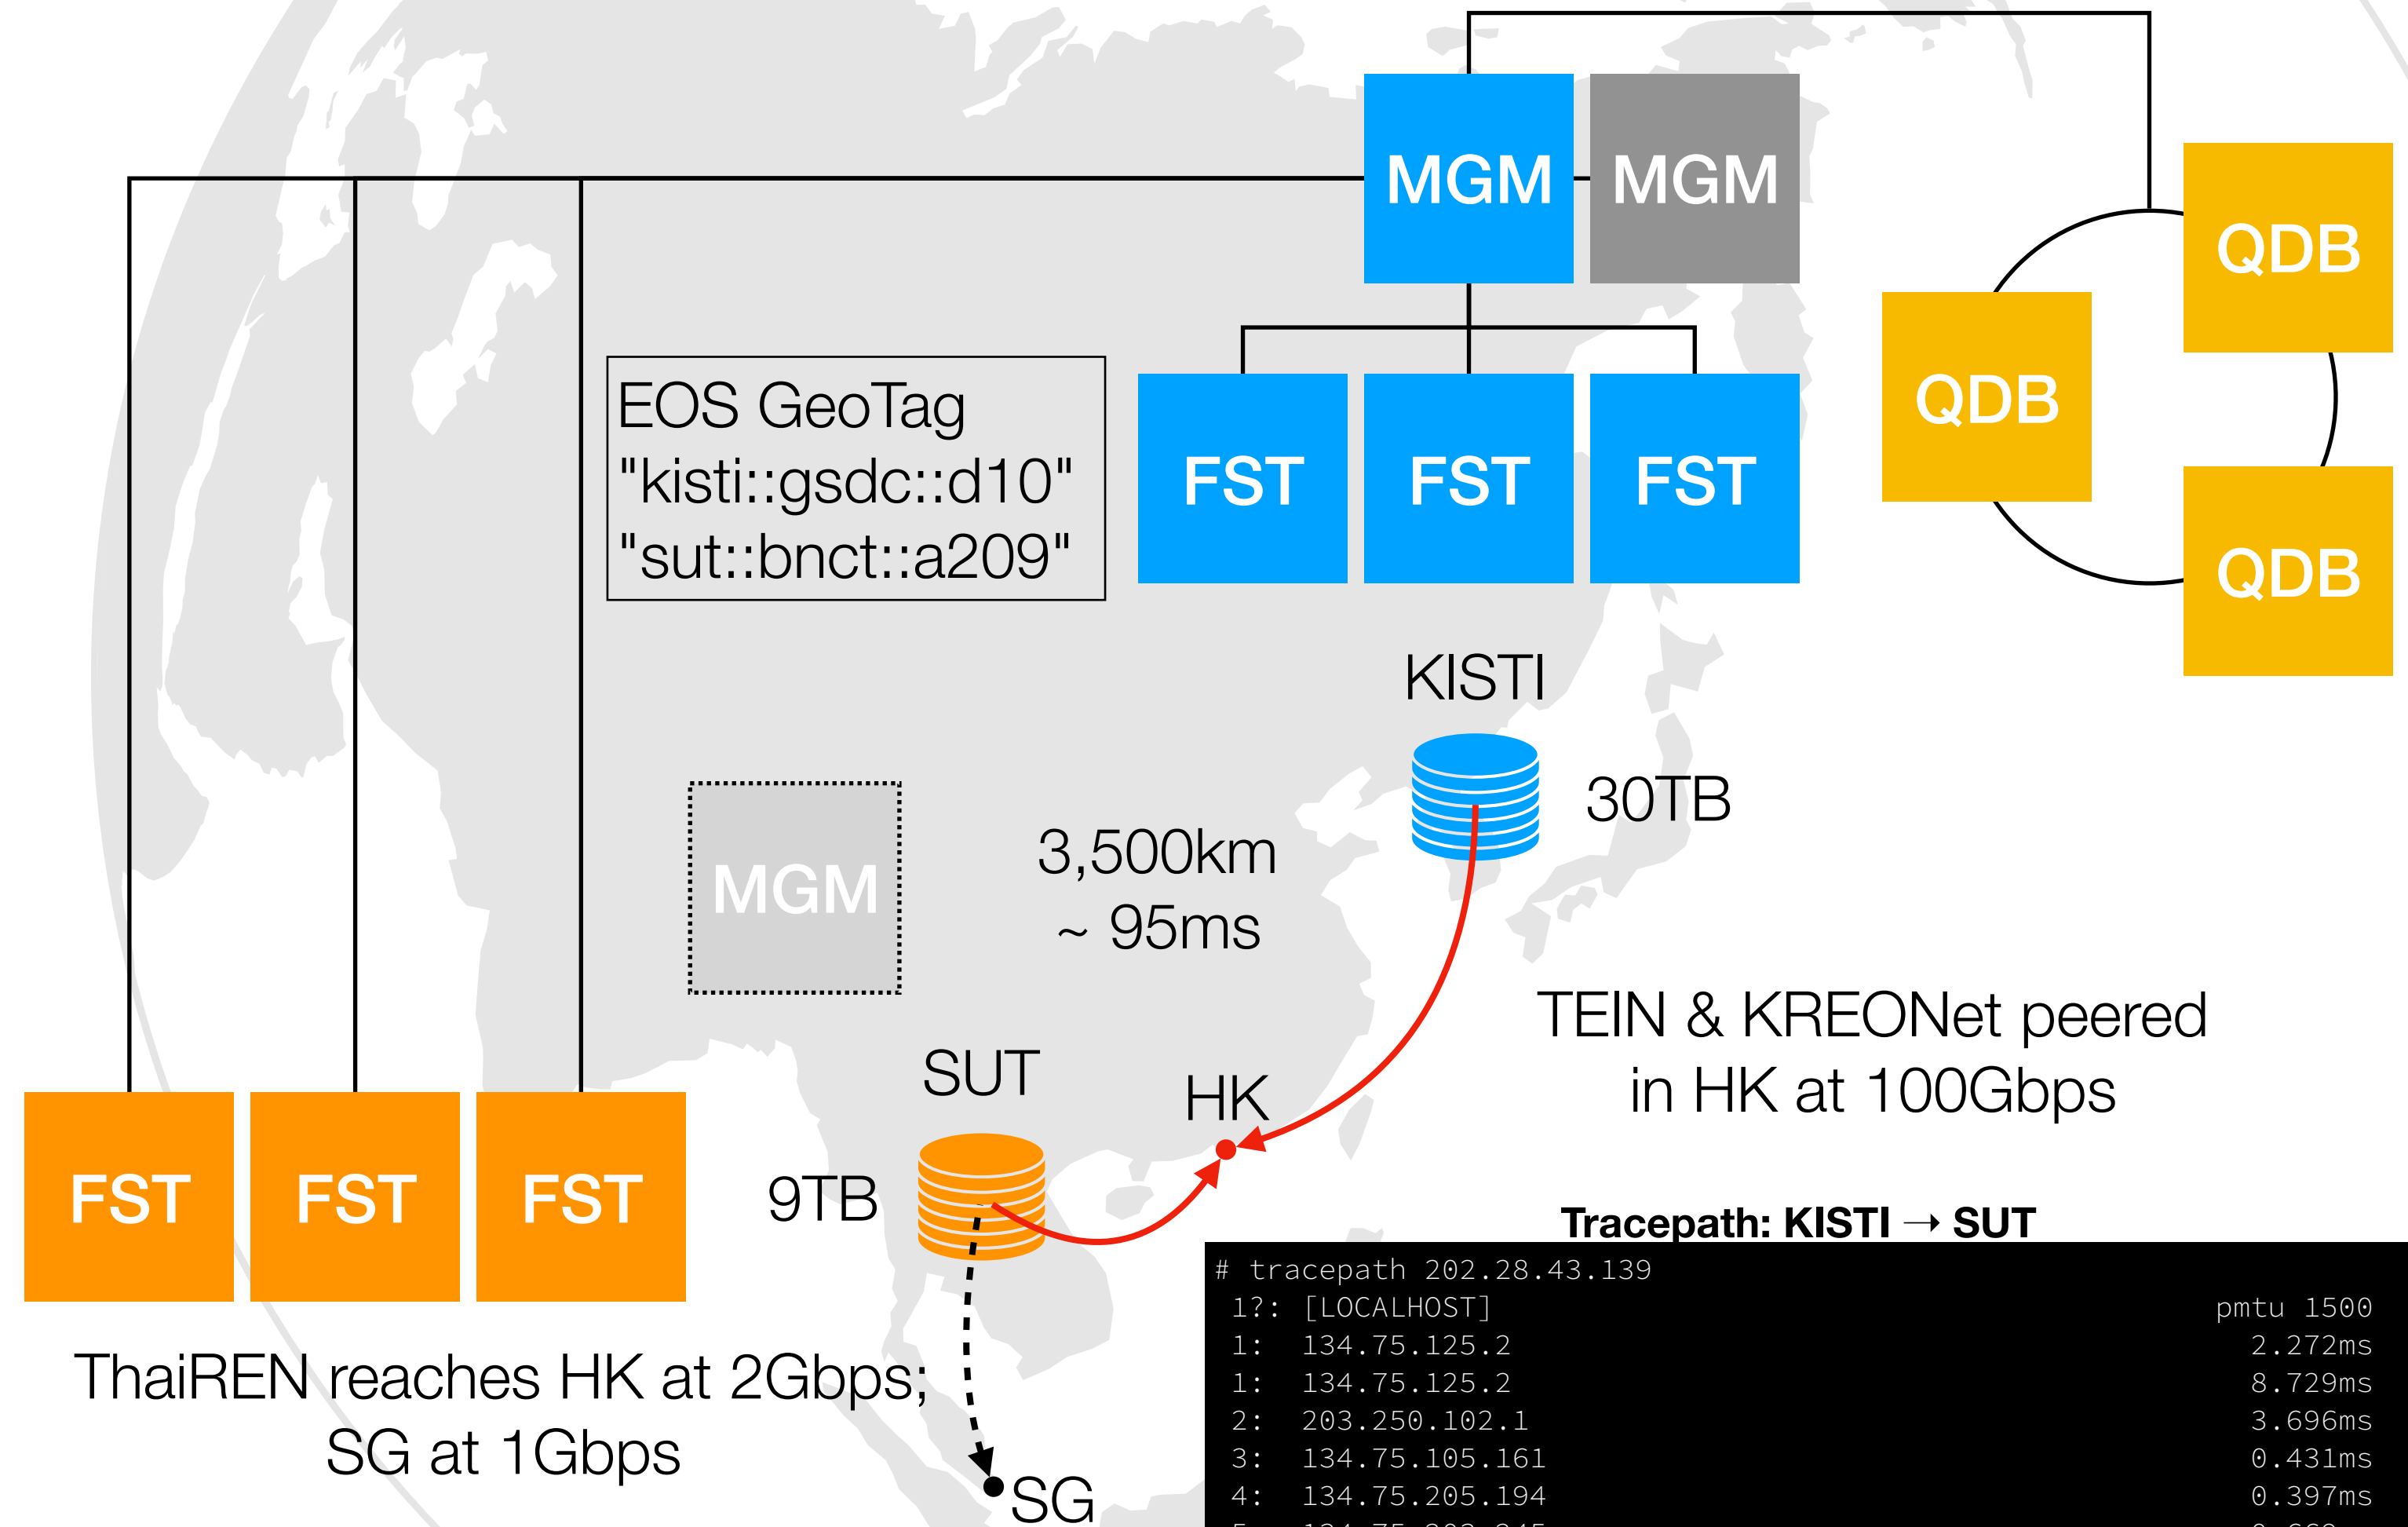 MGM
MGM
QDB
QDB
QDB
EOS GeoTag
"kisti::gsdc::d10"
"sut::bnct::a209"
FST
FST
FST
KISTI
30TB
MGM
3,500km
~ 95ms
TEIN & KREONet peered
in HK at 100Gbps
SUT
HK
9TB
FST
FST
FST
ThaiREN reaches HK at 2Gbps;
SG at 1Gbps
SG
Tracepath: KISTI → SUT
# tracepath 202.28.43.139
1?: [LOCALHOST] pmtu 1500
1: 134.75.125.2 2.272ms
1: 134.75.125.2 8.729ms
2: 203.250.102.1 3.696ms
3: 134.75.105.161 0.431ms
4: 134.75.205.194 0.397ms